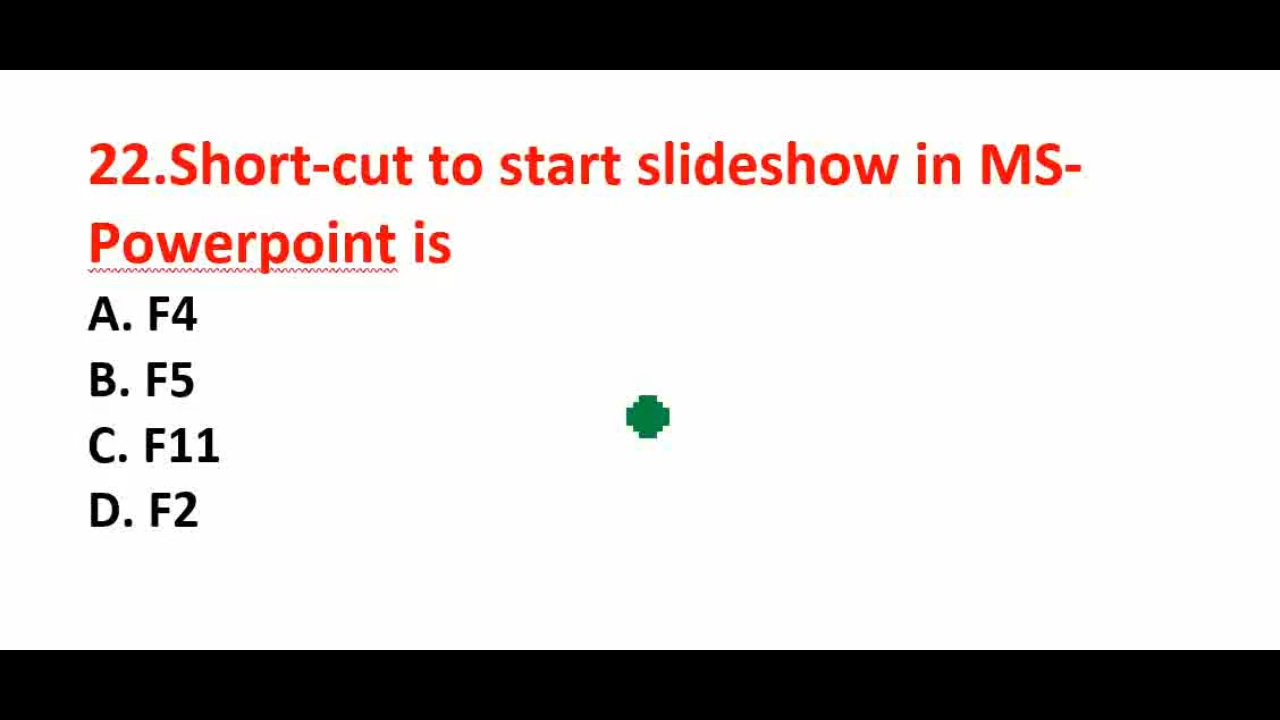 22.Short-cut to start slideshow in MS-
Powerpoint is
A. F4
B. F5
C. F11
D. F2